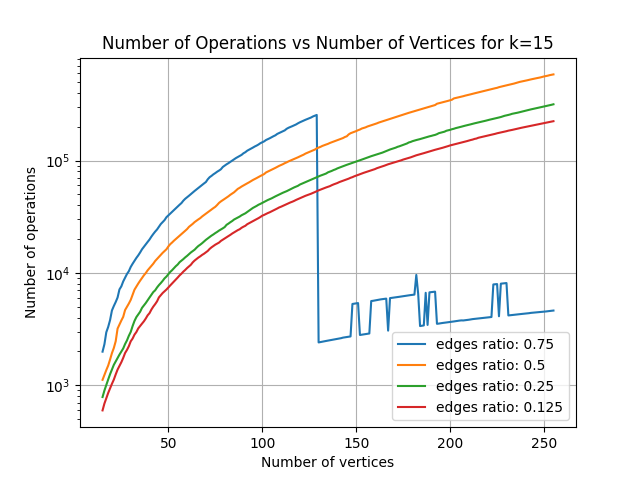 Number of Operations vs Number of Vertices for k=15
Number of operations
10^5
10^4
10^3
50 100 150 200 250
Number of vertices
edges ratio: 0.75
edges ratio: 0.5
edges ratio: 0.25
edges ratio: 0.125